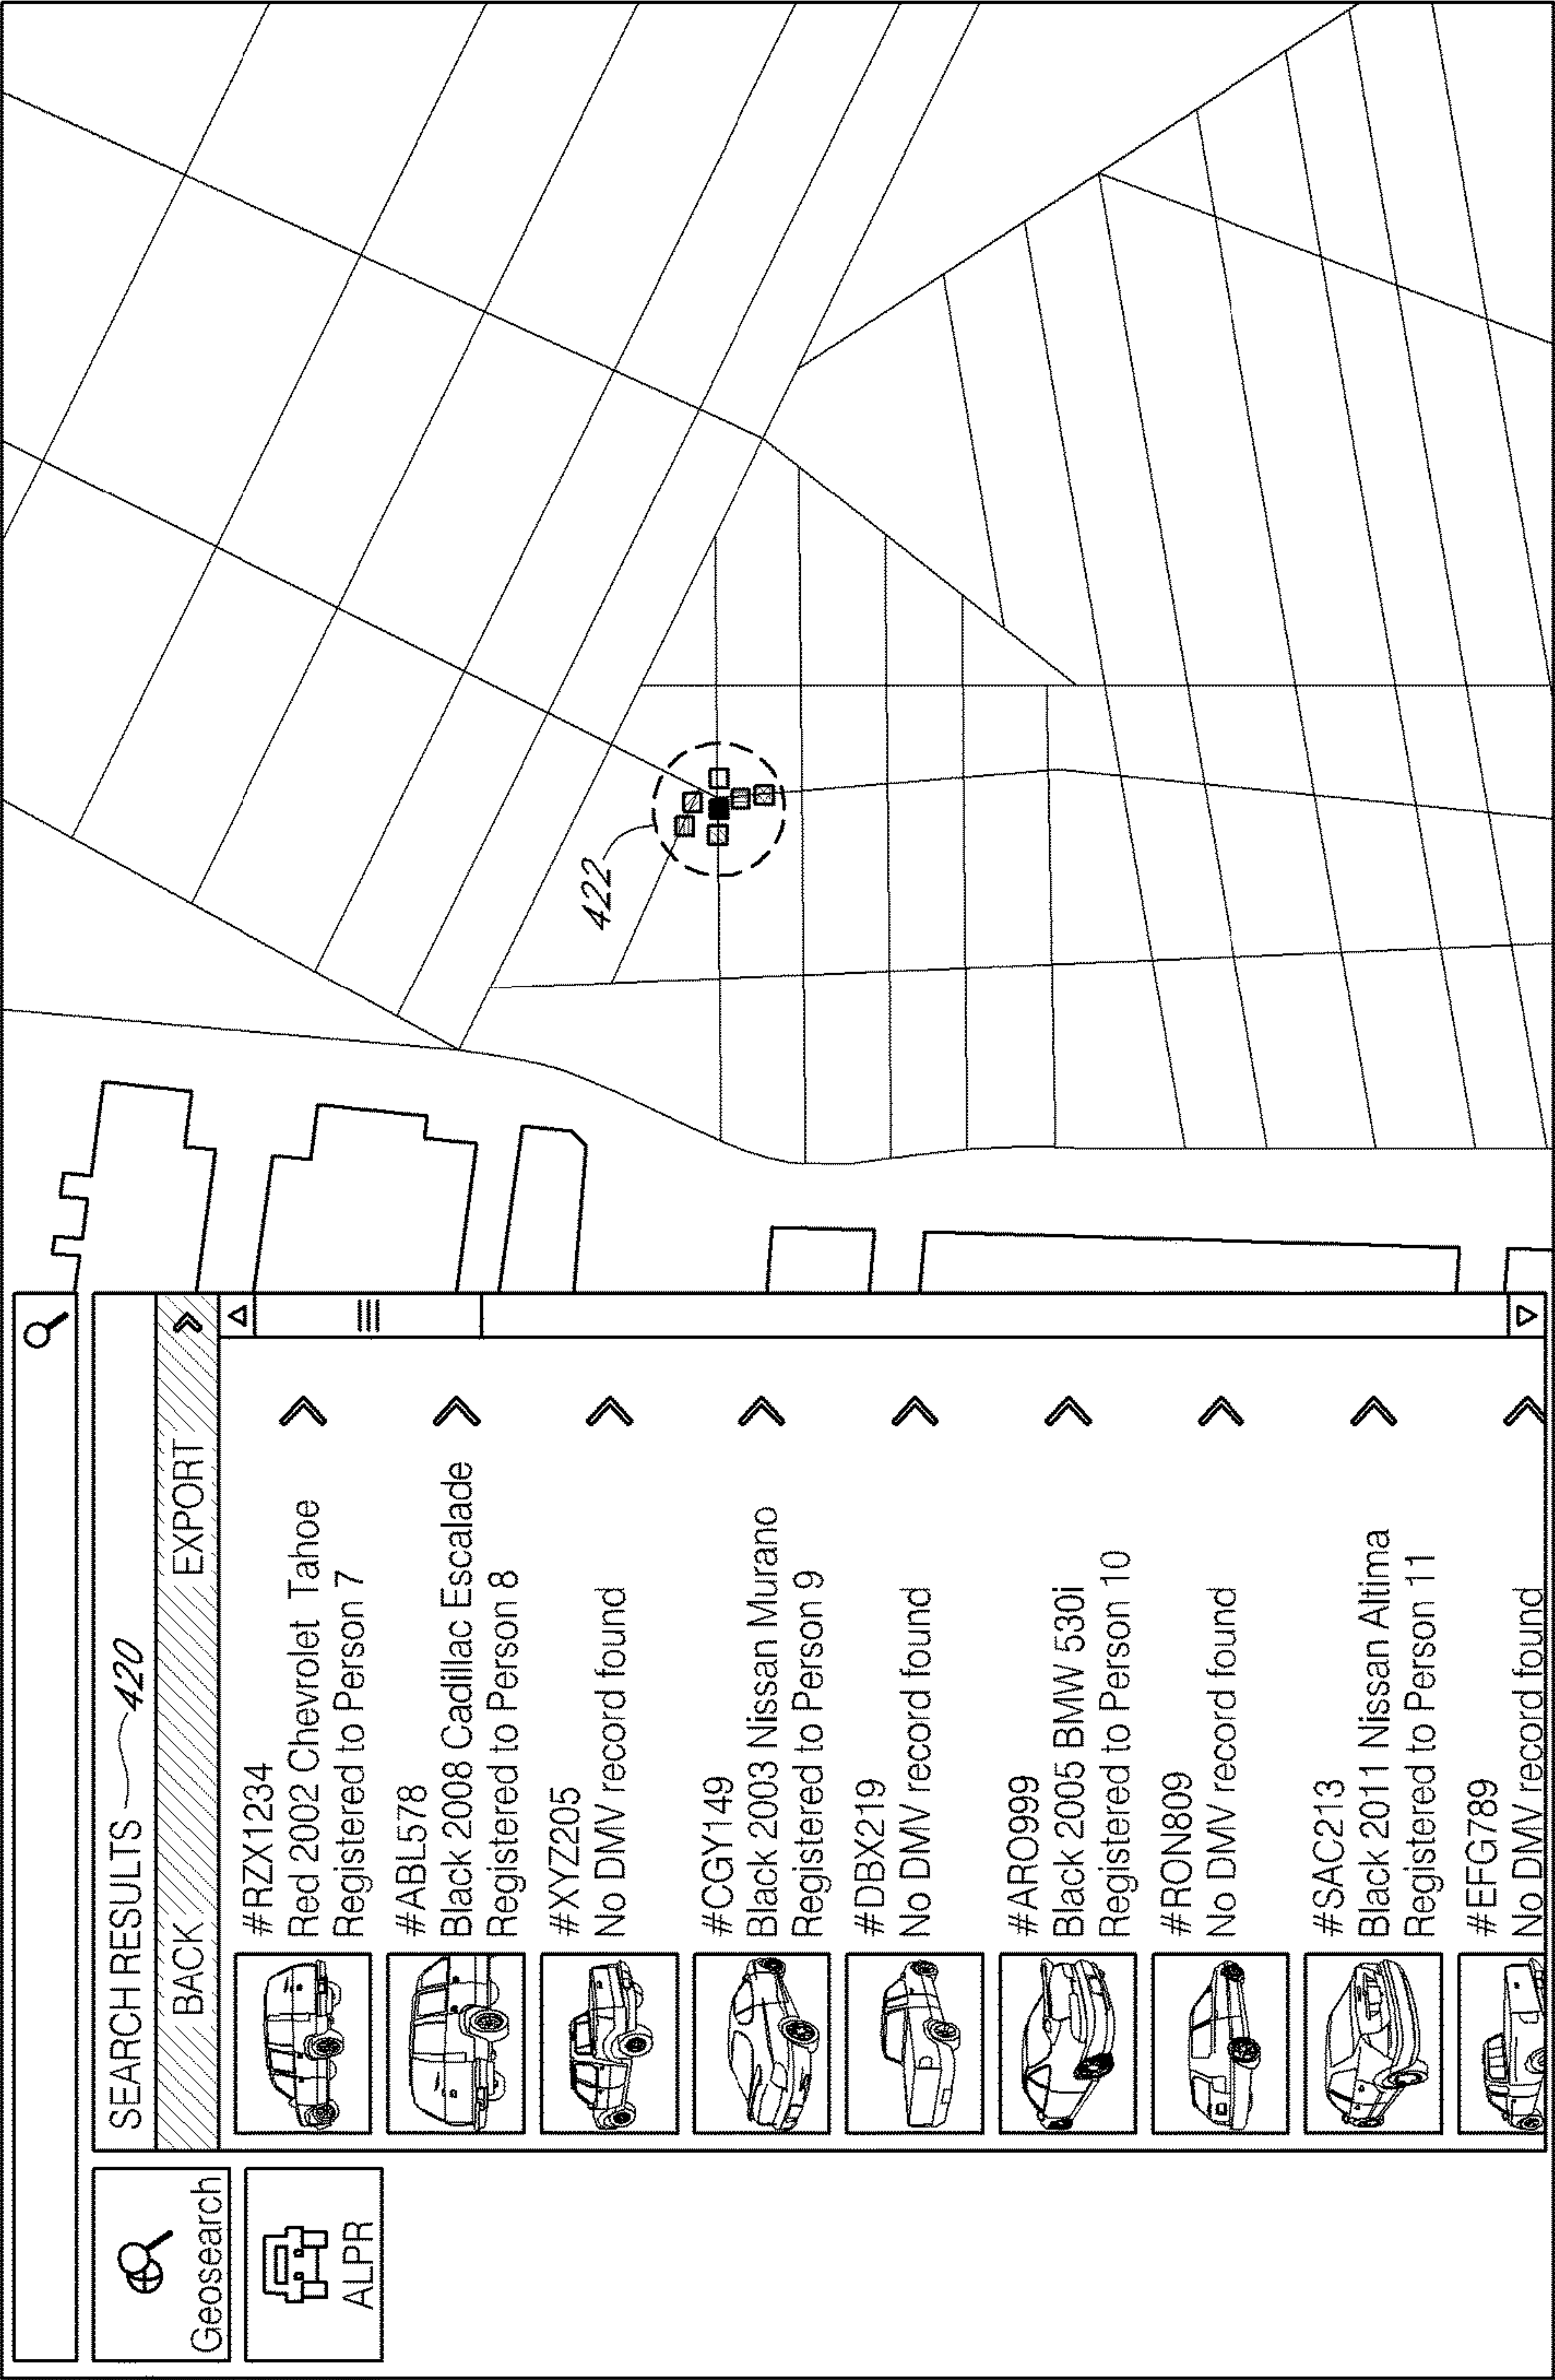 Geosearch
ALPR
SEARCH RESULTS 420
BACK EXPORT
#RZX1234
Red 2002 Chevrolet Tahoe
Registered to Person 7
#ABL578
Black 2008 Cadillac Escalade
Registered to Person 8
#XYZ205
No DMV record found
#CGY149
Black 2003 Nissan Murano
Registered to Person 9
#DBX219
No DMV record found
#ARO999
Black 2005 BMW 530i
Registered to Person 10
#RON809
No DMV record found
#SAC213
Black 2011 Nissan Altima
Registered to Person 11
#EFG789
No DMV record found
422